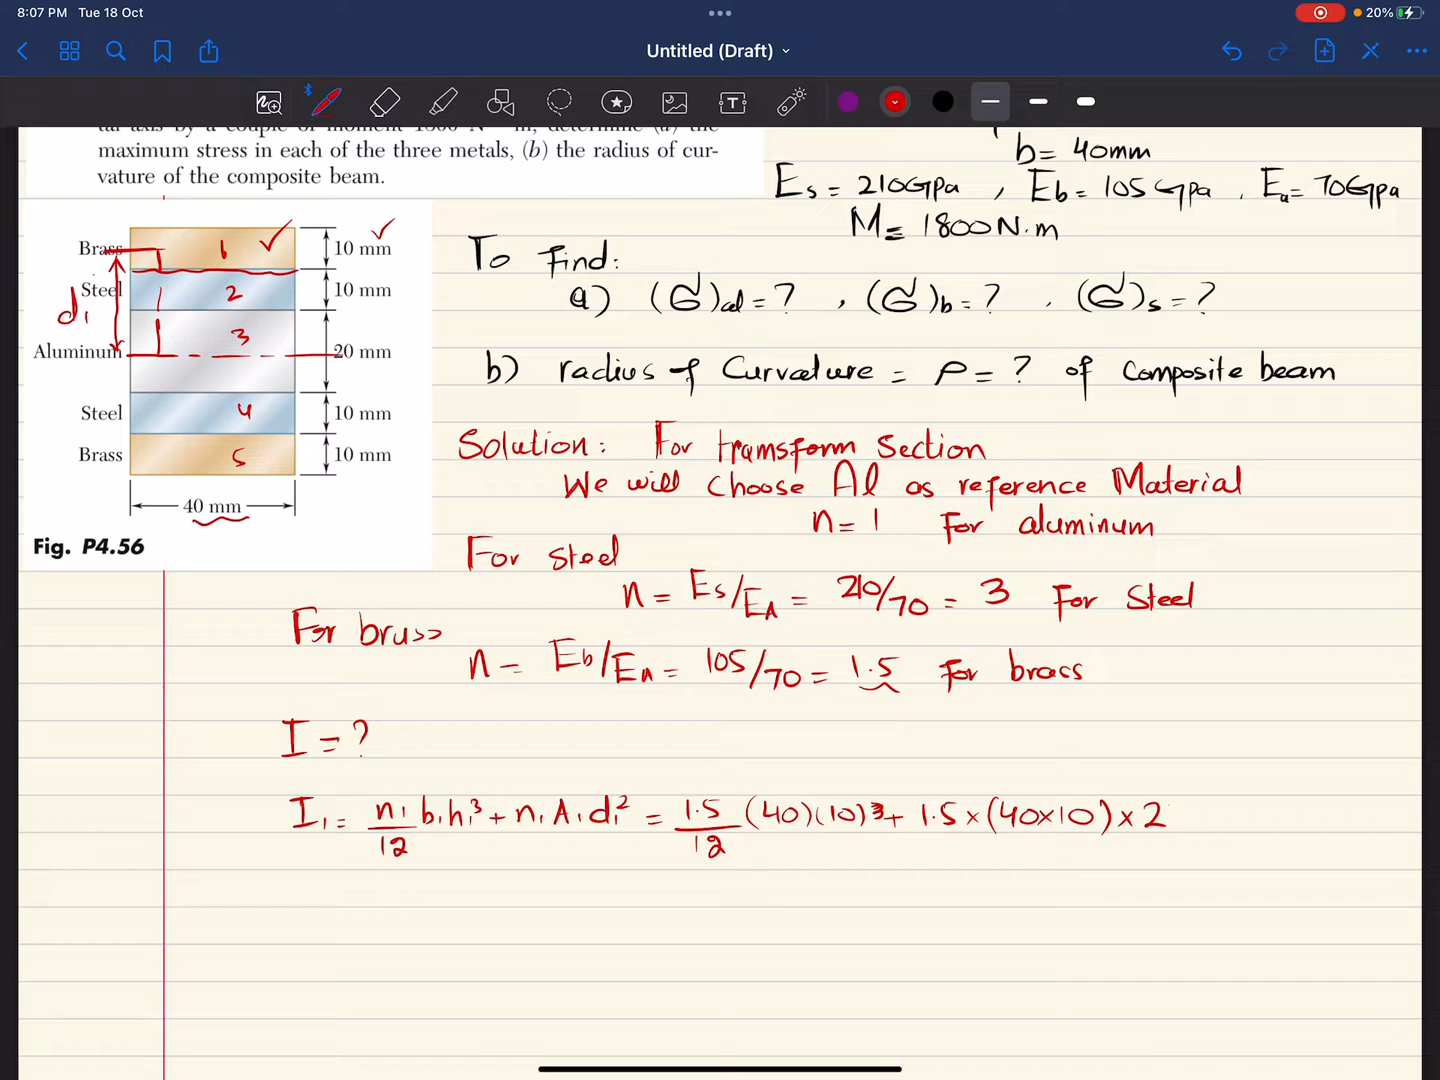 8:07 PM Tue 18 Oct
20%
Untitled (Draft)
maximum stress in each of the three metals, (b) the radius of cur-
vature of the composite beam.
b = 40mm
Es = 210Gpa , Eb = 105 Gpa , Ea = 70Gpa
M = 1800N.m
Brass
Steel
Aluminum
Steel
Brass
1
2
3
4
5
d1
10 mm
10 mm
20 mm
10 mm
10 mm
40 mm
Fig. P4.56
To Find:
a) (σ)al = ? , (σ)b = ? , (σ)s = ?
b) radius of Curvature = ρ = ? of Composite beam
Solution: For transform Section
We will choose Al as reference Material
n = 1 For aluminum
For steel
n = Es/EA = 210/70 = 3 For Steel
For brass
n = Eb/EA = 105/70 = 1.5 For brass
I = ?
I1 = n1/12 b1h1³ + n1A1d1² = 1.5/12 (40)(10)³ + 1.5×(40×10)×2